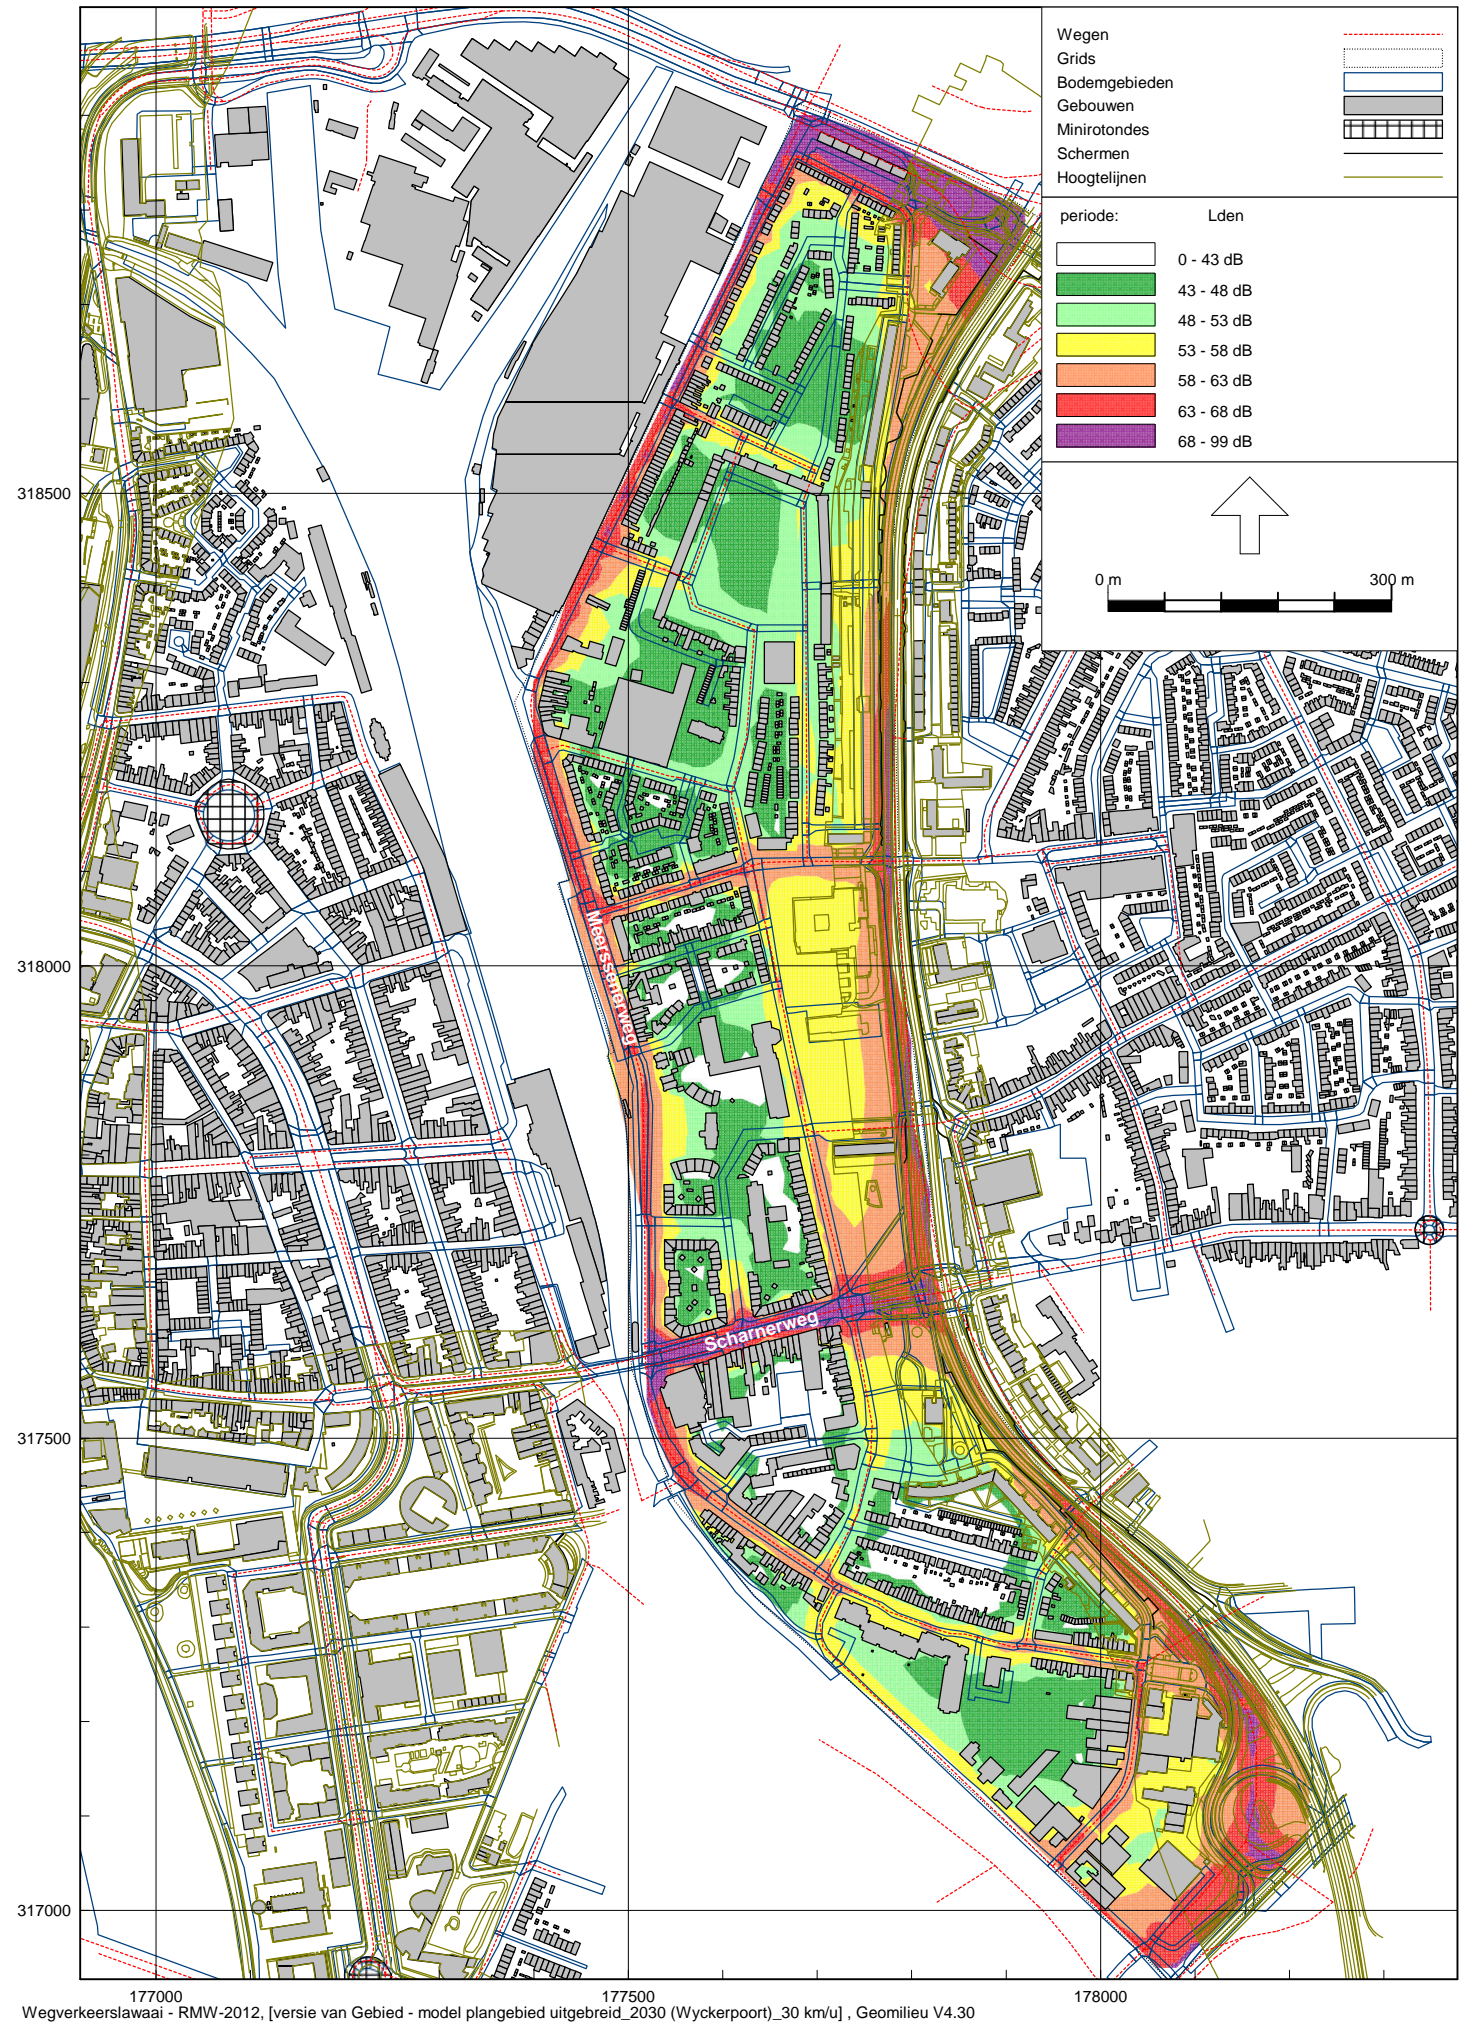 Wegen
Grids
Bodemgebieden
Gebouwen
Minirotondes
Schermen
Hoogtelijnen
periode: Lden
0 - 43 dB
43 - 48 dB
48 - 53 dB
53 - 58 dB
58 - 63 dB
63 - 68 dB
68 - 99 dB
0 m 300 m
318500
318000
317500
317000
Meerssenerweg
Scharnerweg
177000 177500 178000
Wegverkeerslawaai - RMW-2012, [versie van Gebied - model plangebied uitgebreid_2030 (Wyckerpoort)_30 km/u] , Geomilieu V4.30